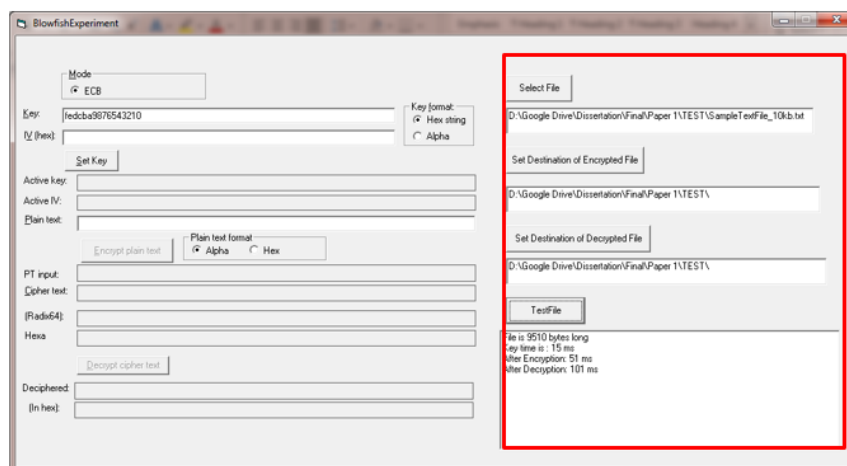 BlowfishExperiment
Mode
ECB
Key:
fedcba9876543210
Key format:
Hex string
Alpha
IV (hex):
Set Key
Active key:
Active IV:
Plain text:
Encrypt plain text
Plain text format
Alpha
Hex
PT input:
Cipher text:
(Radix64):
Hexa
Decrypt cipher text
Deciphered:
(In hex):
Select File
D:\Google Drive\Dissertation\Final\Paper 1\TEST\SampleTextFile_10kb.txt
Set Destination of Encrypted File
D:\Google Drive\Dissertation\Final\Paper 1\TEST\
Set Destination of Decrypted File
D:\Google Drive\Dissertation\Final\Paper 1\TEST\
TestFile
File is 9510 bytes long
Key time is : 15 ms
After Encryption: 51 ms
After Decryption: 101 ms